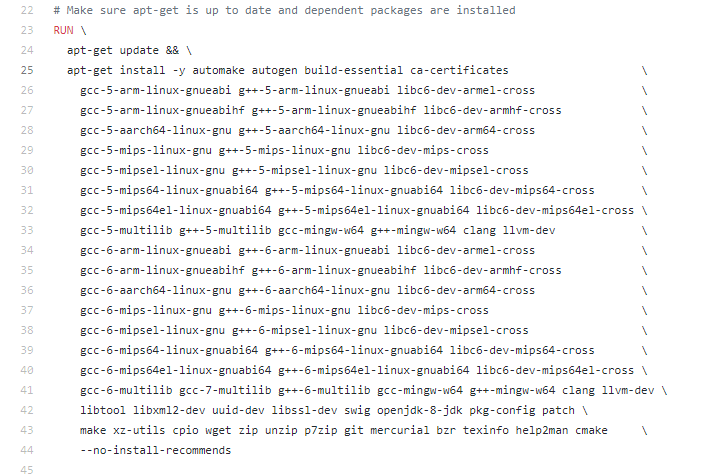 22 # Make sure apt-get is up to date and dependent packages are installed
23 RUN \
24 apt-get update && \
25 apt-get install -y automake autogen build-essential ca-certificates \
26 gcc-5-arm-linux-gnueabi g++-5-arm-linux-gnueabi libc6-dev-armel-cross \
27 gcc-5-arm-linux-gnueabihf g++-5-arm-linux-gnueabihf libc6-dev-armhf-cross \
28 gcc-5-aarch64-linux-gnu g++-5-aarch64-linux-gnu libc6-dev-arm64-cross \
29 gcc-5-mips-linux-gnu g++-5-mips-linux-gnu libc6-dev-mips-cross \
30 gcc-5-mipsel-linux-gnu g++-5-mipsel-linux-gnu libc6-dev-mipsel-cross \
31 gcc-5-mips64-linux-gnuabi64 g++-5-mips64-linux-gnuabi64 libc6-dev-mips64-cross \
32 gcc-5-mips64el-linux-gnuabi64 g++-5-mips64el-linux-gnuabi64 libc6-dev-mips64el-cross \
33 gcc-5-multilib g++-5-multilib gcc-mingw-w64 g++-mingw-w64 clang llvm-dev \
34 gcc-6-arm-linux-gnueabi g++-6-arm-linux-gnueabi libc6-dev-armel-cross \
35 gcc-6-arm-linux-gnueabihf g++-6-arm-linux-gnueabihf libc6-dev-armhf-cross \
36 gcc-6-aarch64-linux-gnu g++-6-aarch64-linux-gnu libc6-dev-arm64-cross \
37 gcc-6-mips-linux-gnu g++-6-mips-linux-gnu libc6-dev-mips-cross \
38 gcc-6-mipsel-linux-gnu g++-6-mipsel-linux-gnu libc6-dev-mipsel-cross \
39 gcc-6-mips64-linux-gnuabi64 g++-6-mips64-linux-gnuabi64 libc6-dev-mips64-cross \
40 gcc-6-mips64el-linux-gnuabi64 g++-6-mips64el-linux-gnuabi64 libc6-dev-mips64el-cross \
41 gcc-6-multilib gcc-7-multilib g++-6-multilib gcc-mingw-w64 g++-mingw-w64 clang llvm-dev \
42 libtool libxml2-dev uuid-dev libssl-dev swig openjdk-8-jdk pkg-config patch \
43 make xz-utils cpio wget zip unzip p7zip git mercurial bzr texinfo help2man cmake \
44 --no-install-recommends
45